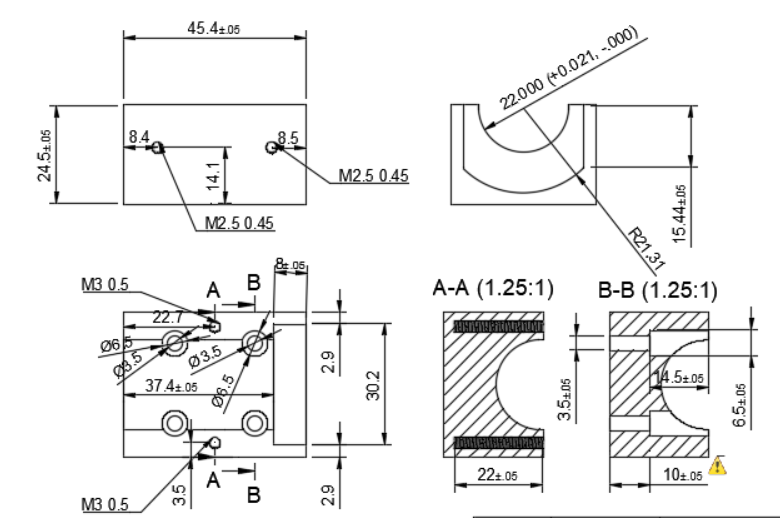 45.4±.05
24.5±.05
8.4
8.5
14.1
M2.5 0.45
M2.5 0.45
22.000 (+0.021, -.000)
15.44±.05
R21.31
8±.05
M3 0.5
A
B
22.7
Ø6.5
Ø3.5
Ø3.5
Ø6.5
37.4±.05
2.9
30.2
M3 0.5
3.5
A
B
2.9
A-A (1.25:1)
B-B (1.25:1)
3.5±.05
14.5±.05
6.5±.05
22±.05
10±.05